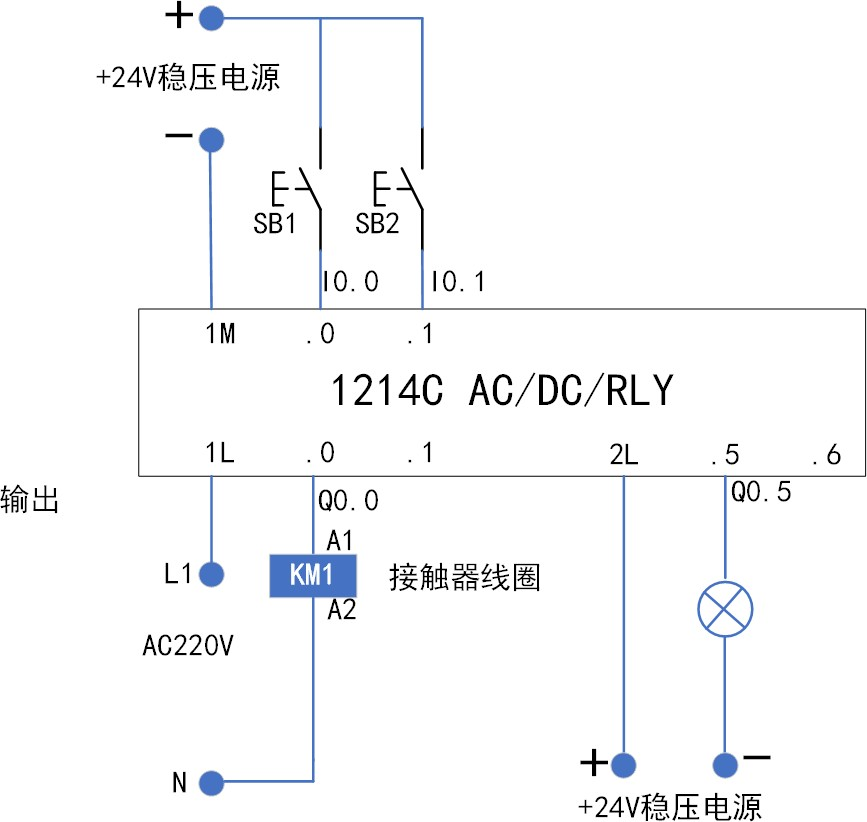 +
+24V稳压电源
−
SB1 SB2
I0.0 I0.1
1M .0 .1
1214C AC/DC/RLY
1L .0 .1 2L .5 .6
输出 Q0.0 Q0.5
A1
L1 KM1 接触器线圈
A2
AC220V
N + −
+24V稳压电源